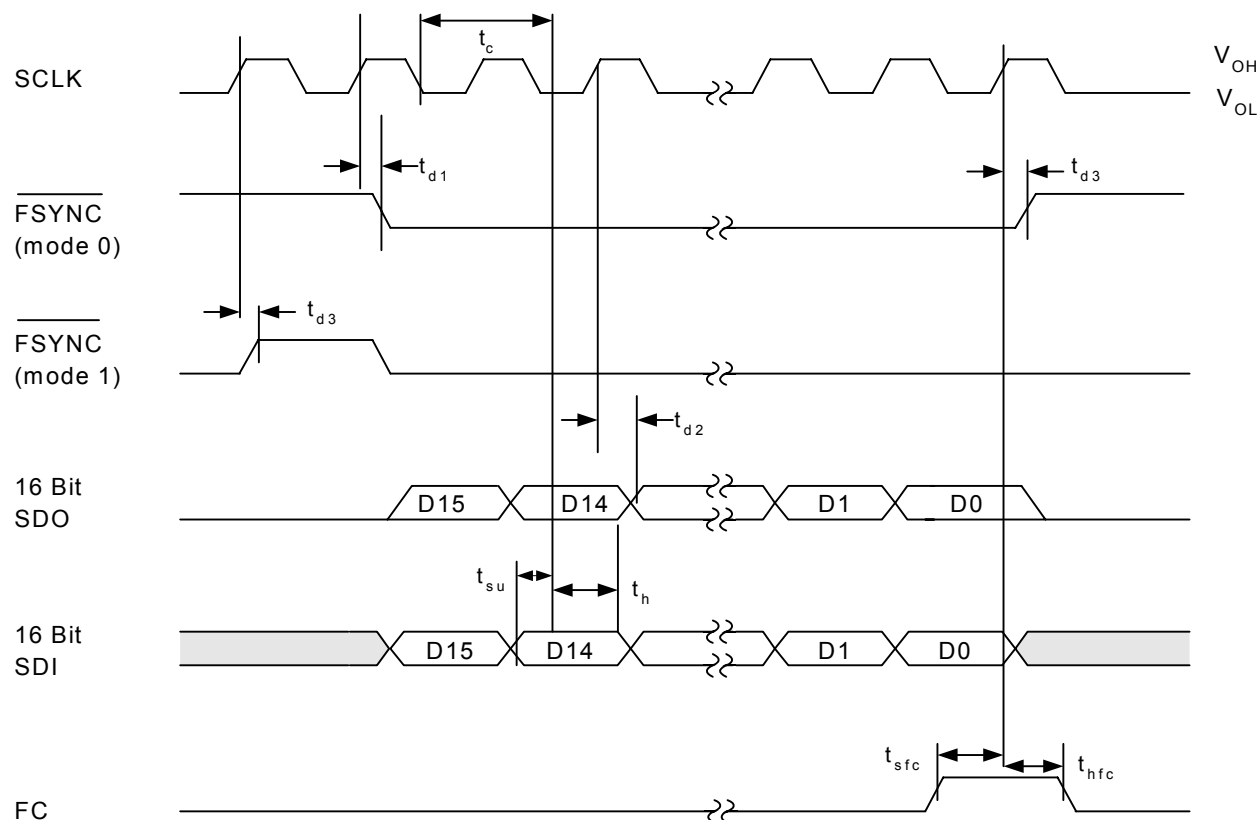 t_c
SCLK
V_OH
V_OL
t_d1
t_d3
FSYNC
(mode 0)
t_d3
FSYNC
(mode 1)
t_d2
16 Bit
SDO
D15 D14 D1 D0
t_su
t_h
16 Bit
SDI
D15 D14 D1 D0
t_sfc
t_hfc
FC